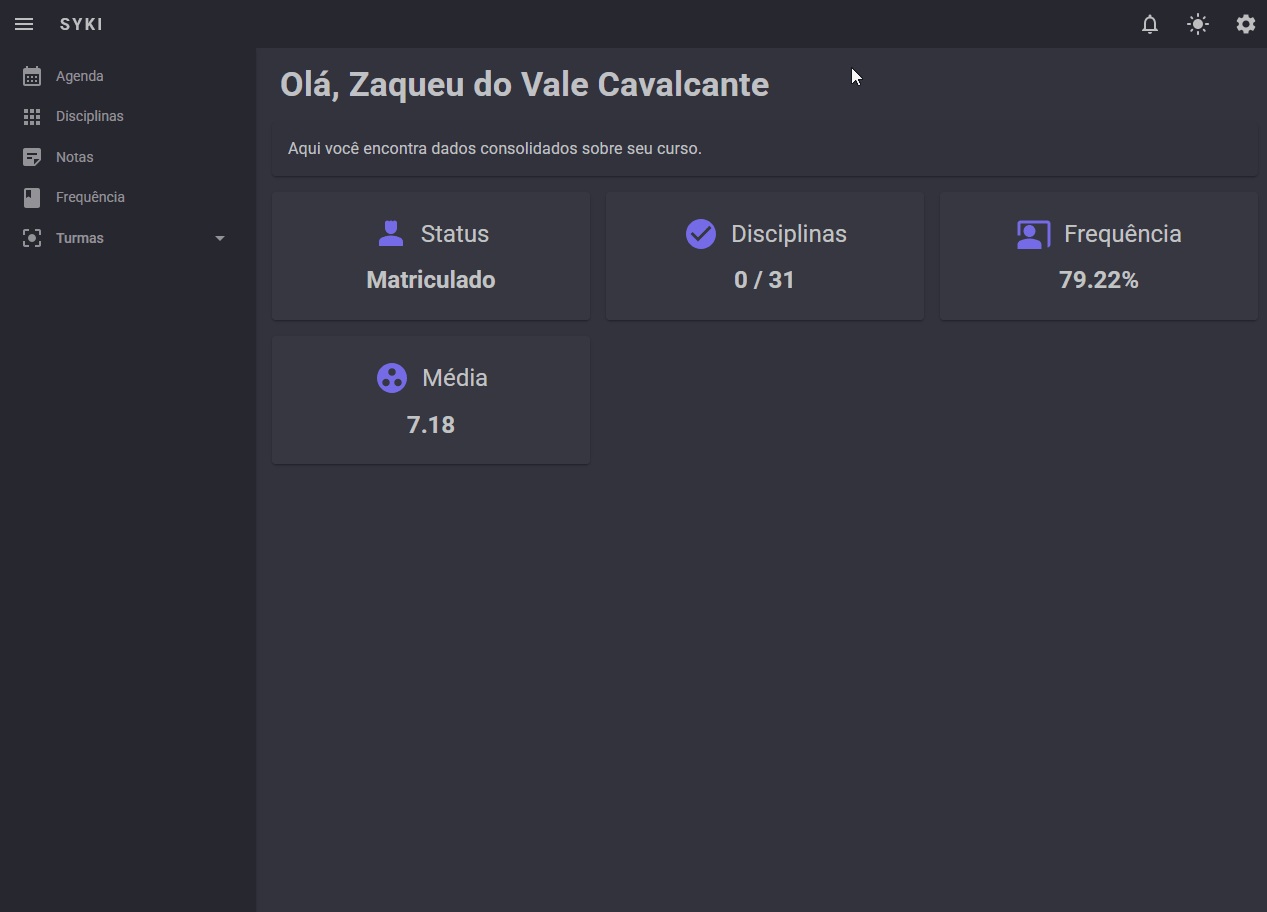 SYKI
Agenda
Disciplinas
Notas
Frequência
Turmas
Olá, Zaqueu do Vale Cavalcante
Aqui você encontra dados consolidados sobre seu curso.
Status
Matriculado
Disciplinas
0 / 31
Frequência
79.22%
Média
7.18